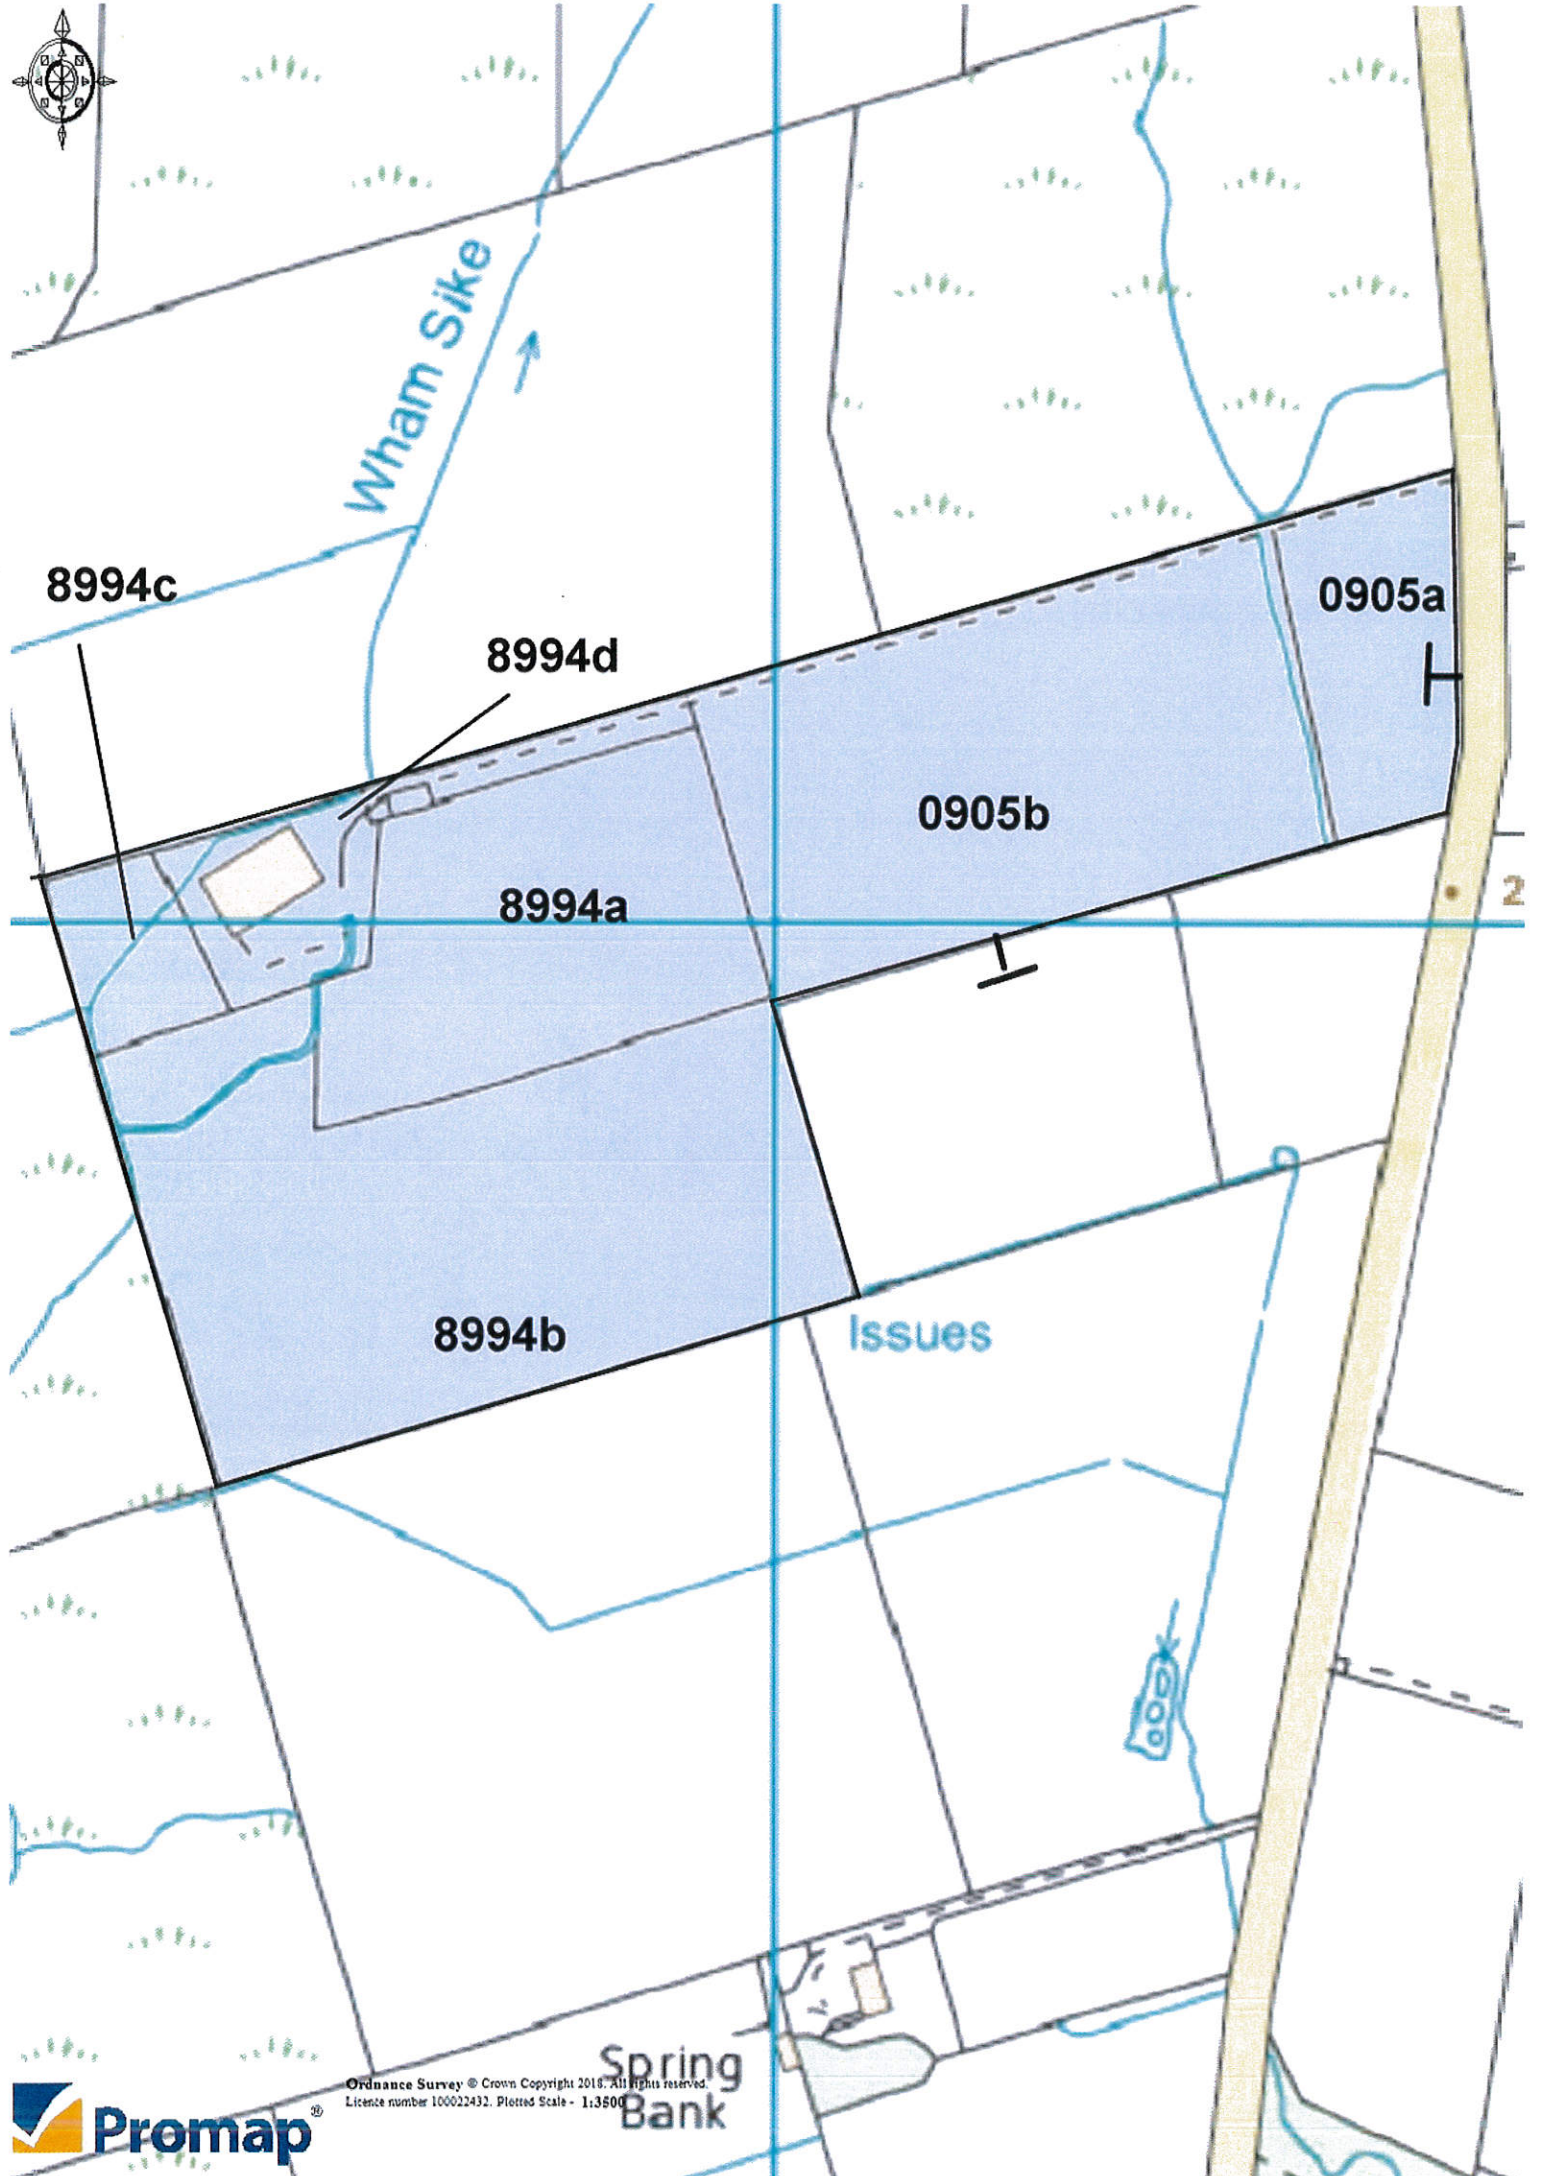 Wham Sike
8994c
8994d
0905a
0905b
8994a
2
8994b
Issues
Spring
Bank
Ordnance Survey © Crown Copyright 2018. All rights reserved.
Licence number 100022432. Plotted Scale - 1:3500
Promap®